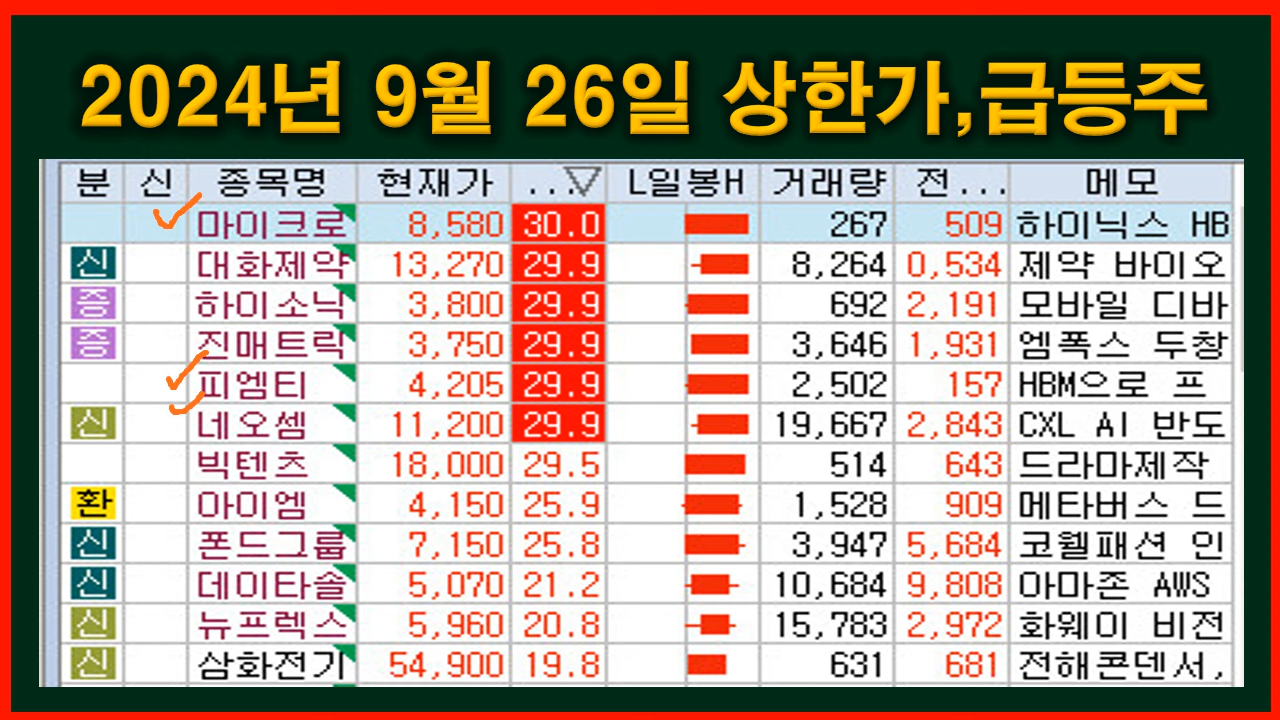 2024년 9월 26일 상한가,급등주
분 신 종목명 현재가 ..▽ L일봉H 거래량 전...메모
마이크로 8,580 30.0 267 509 하이닉스 HB
신 대화제약 13,270 29.9 8,264 0,534 제약 바이오
증 하이소닉 3,800 29.9 692 2,191 모바일 디바
증 진매트릭 3,750 29.9 3,646 1,931 엠폭스 두창
피엠티 4,205 29.9 2,502 157 HBM으로 프
신 네오셈 11,200 29.9 19,667 2,843 CXL AI 반도
빅텐츠 18,000 29.5 514 643 드라마제작
환 아이엠 4,150 25.9 1,528 909 메타버스 드
신 폰드그룹 7,150 25.8 3,947 5,684 코웰패션 인
신 데이타솔 5,070 21.2 10,684 9,808 아마존 AWS
신 뉴프렉스 5,960 20.8 15,783 2,972 화웨이 비전
신 삼화전기 54,900 19.8 631 681 전해콘덴서,